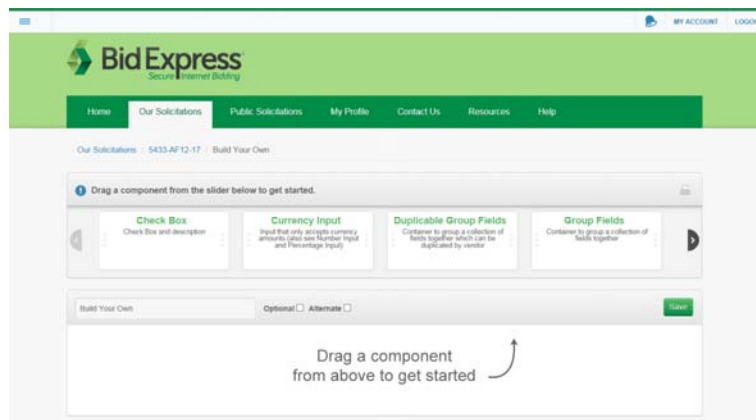 MY ACCOUNT LOGOU
Bid Express
Secure Internet Bidding
Home Our Solicitations Public Solicitations My Profile Contact Us Resources Help
Our Solicitations : 5433-AF12-17 / Build Your Own
Drag a component from the slider below to get started.
Check Box
Check Box and description
Currency Input
Input that only accepts currency
amounts (also see Number Input
and Percentage Input)
Duplicable Group Fields
Container to group a collection of
fields together which can be
duplicated by vendor
Group Fields
Container to group a collection of
fields together
Build Your Own Optional Alternate Save
Drag a component
from above to get started